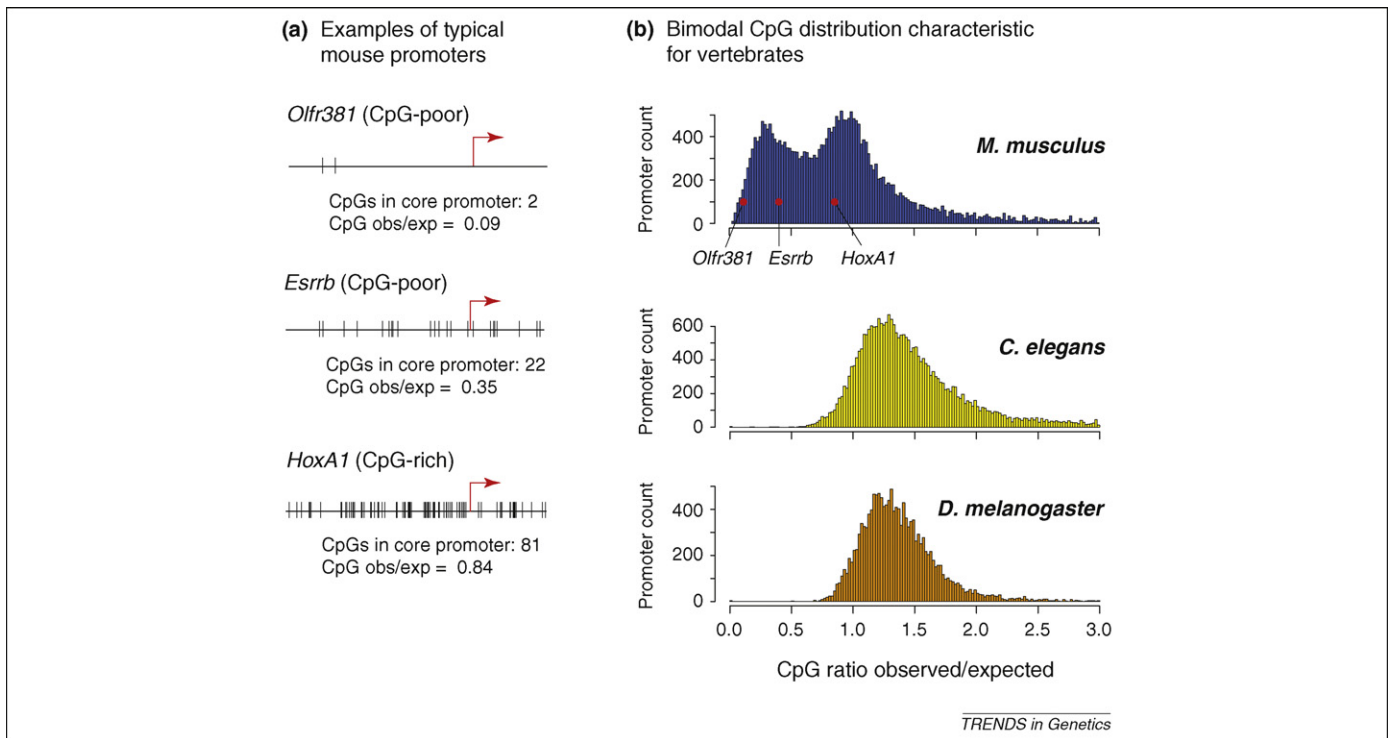 (a) Examples of typical
mouse promoters
Olfr381 (CpG-poor)
CpGs in core promoter: 2
CpG obs/exp = 0.09
Esrrb (CpG-poor)
CpGs in core promoter: 22
CpG obs/exp = 0.35
HoxA1 (CpG-rich)
CpGs in core promoter: 81
CpG obs/exp = 0.84
(b) Bimodal CpG distribution characteristic
for vertebrates
Promoter count
400
200
0
M. musculus
Olfr381 Esrrb HoxA1
Promoter count
600
400
200
0
C. elegans
Promoter count
400
200
0
D. melanogaster
0.0 0.5 1.0 1.5 2.0 2.5 3.0
CpG ratio observed/expected
TRENDS in Genetics